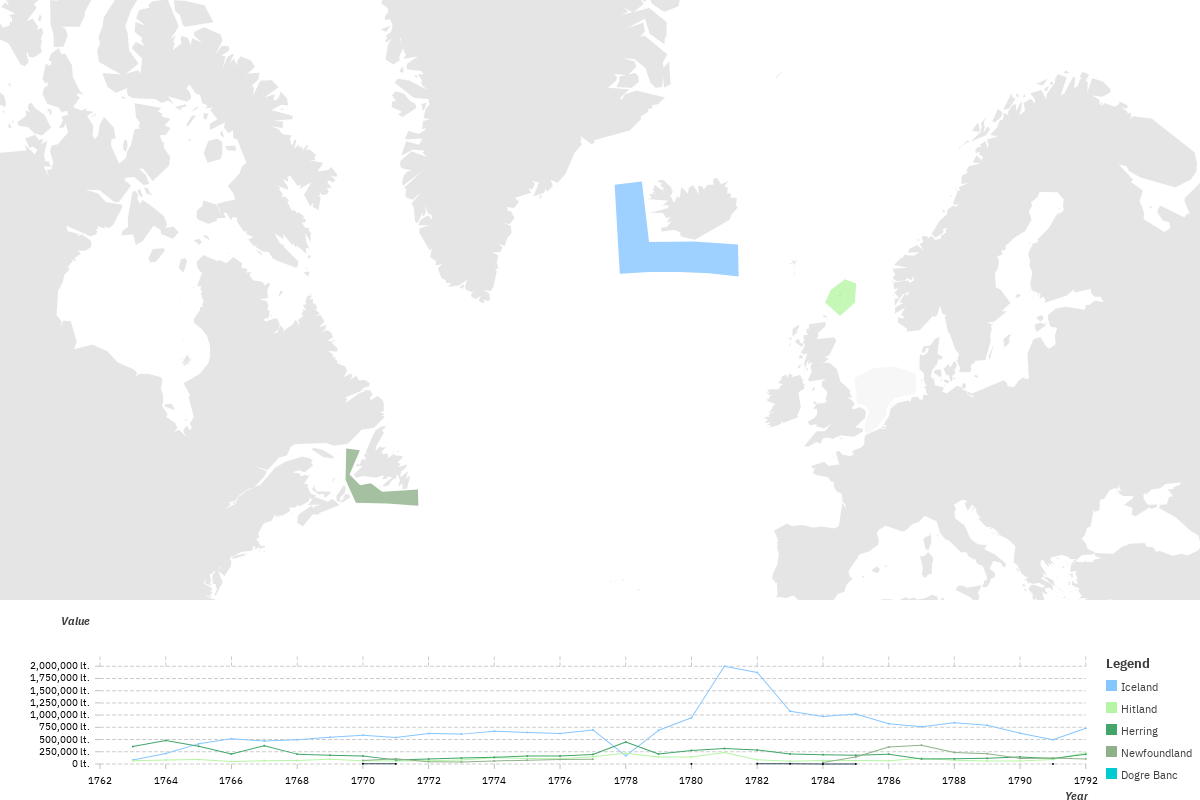 Value
2,000,000 lt.
1,750,000 lt.
1,500,000 lt.
1,250,000 lt.
1,000,000 lt.
750,000 lt.
500,000 lt.
250,000 lt.
0 lt.
1762 1764 1766 1768 1770 1772 1774 1776 1778 1780 1782 1784 1786 1788 1790 1792
Year
Legend
Iceland
Hitland
Herring
Newfoundland
Dogre Banc